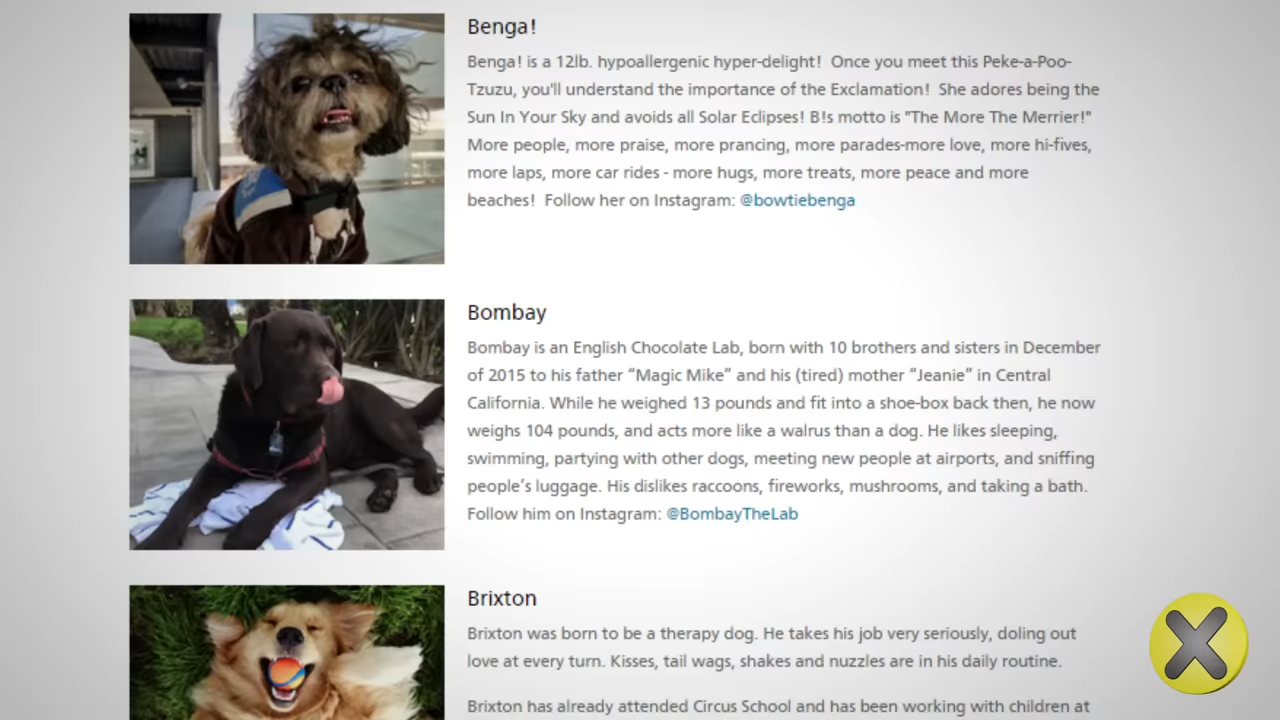 Benga!
Benga! is a 12lb. hypoallergenic hyper-delight!  Once you meet this Peke-a-Poo-
Tzuzu, you'll understand the importance of the Exclamation!  She adores being the
Sun In Your Sky and avoids all Solar Eclipses! B!s motto is "The More The Merrier!"
More people, more praise, more prancing, more parades-more love, more hi-fives,
more laps, more car rides - more hugs, more treats, more peace and more
beaches!  Follow her on Instagram: @bowtiebenga
Bombay
Bombay is an English Chocolate Lab, born with 10 brothers and sisters in December
of 2015 to his father “Magic Mike” and his (tired) mother “Jeanie” in Central
California. While he weighed 13 pounds and fit into a shoe-box back then, he now
weighs 104 pounds, and acts more like a walrus than a dog. He likes sleeping,
swimming, partying with other dogs, meeting new people at airports, and sniffing
people’s luggage. His dislikes raccoons, fireworks, mushrooms, and taking a bath.
Follow him on Instagram: @BombayTheLab
Brixton
Brixton was born to be a therapy dog. He takes his job very seriously, doling out
love at every turn. Kisses, tail wags, shakes and nuzzles are in his daily routine.
Brixton has already attended Circus School and has been working with children at